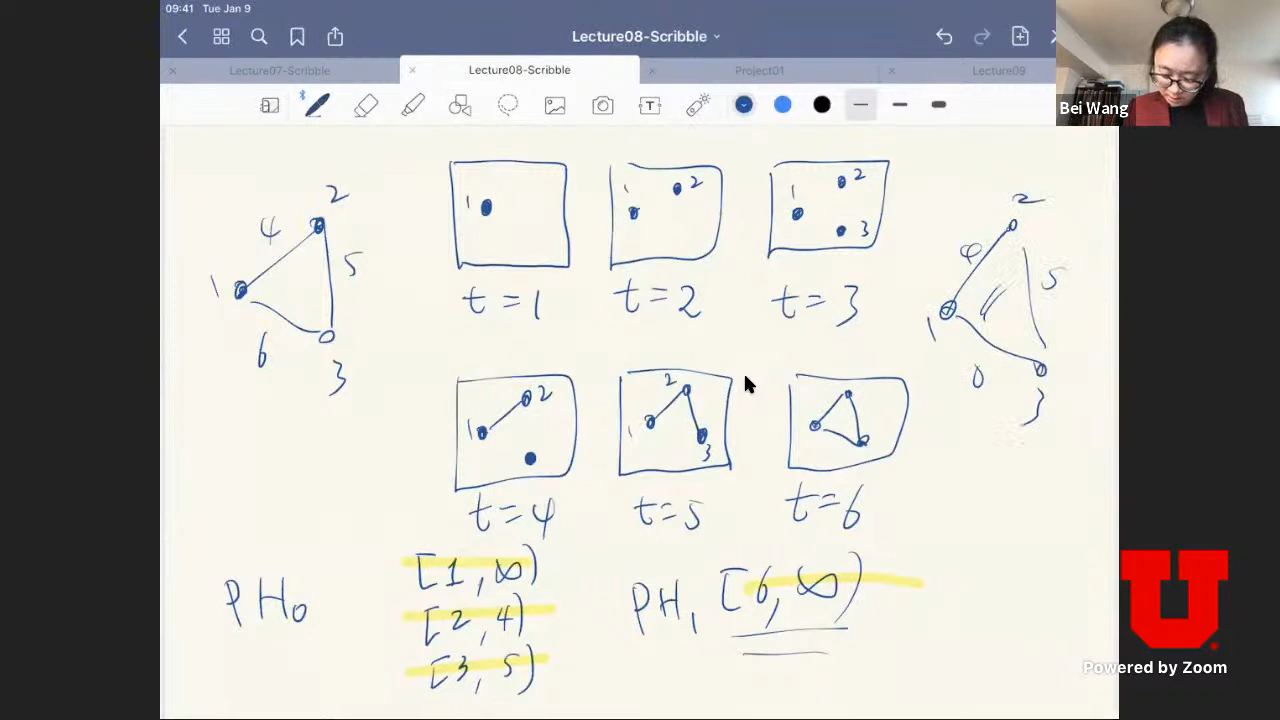 09:41 Tue Jan 9
Lecture08-Scribble
Lecture07-Scribble
Lecture08-Scribble
Project01
Lecture09
T
Bei Wang
1
2
3
4
5
6
1
t=1
1
2
t=2
1
2
3
t=3
1
2
3
4
5
1
2
t=4
1
2
3
t=5
t=6
PH₀
[1, ∞)
[2, 4)
[3, 5)
PH₁ [6, ∞)
U
Powered by Zoom